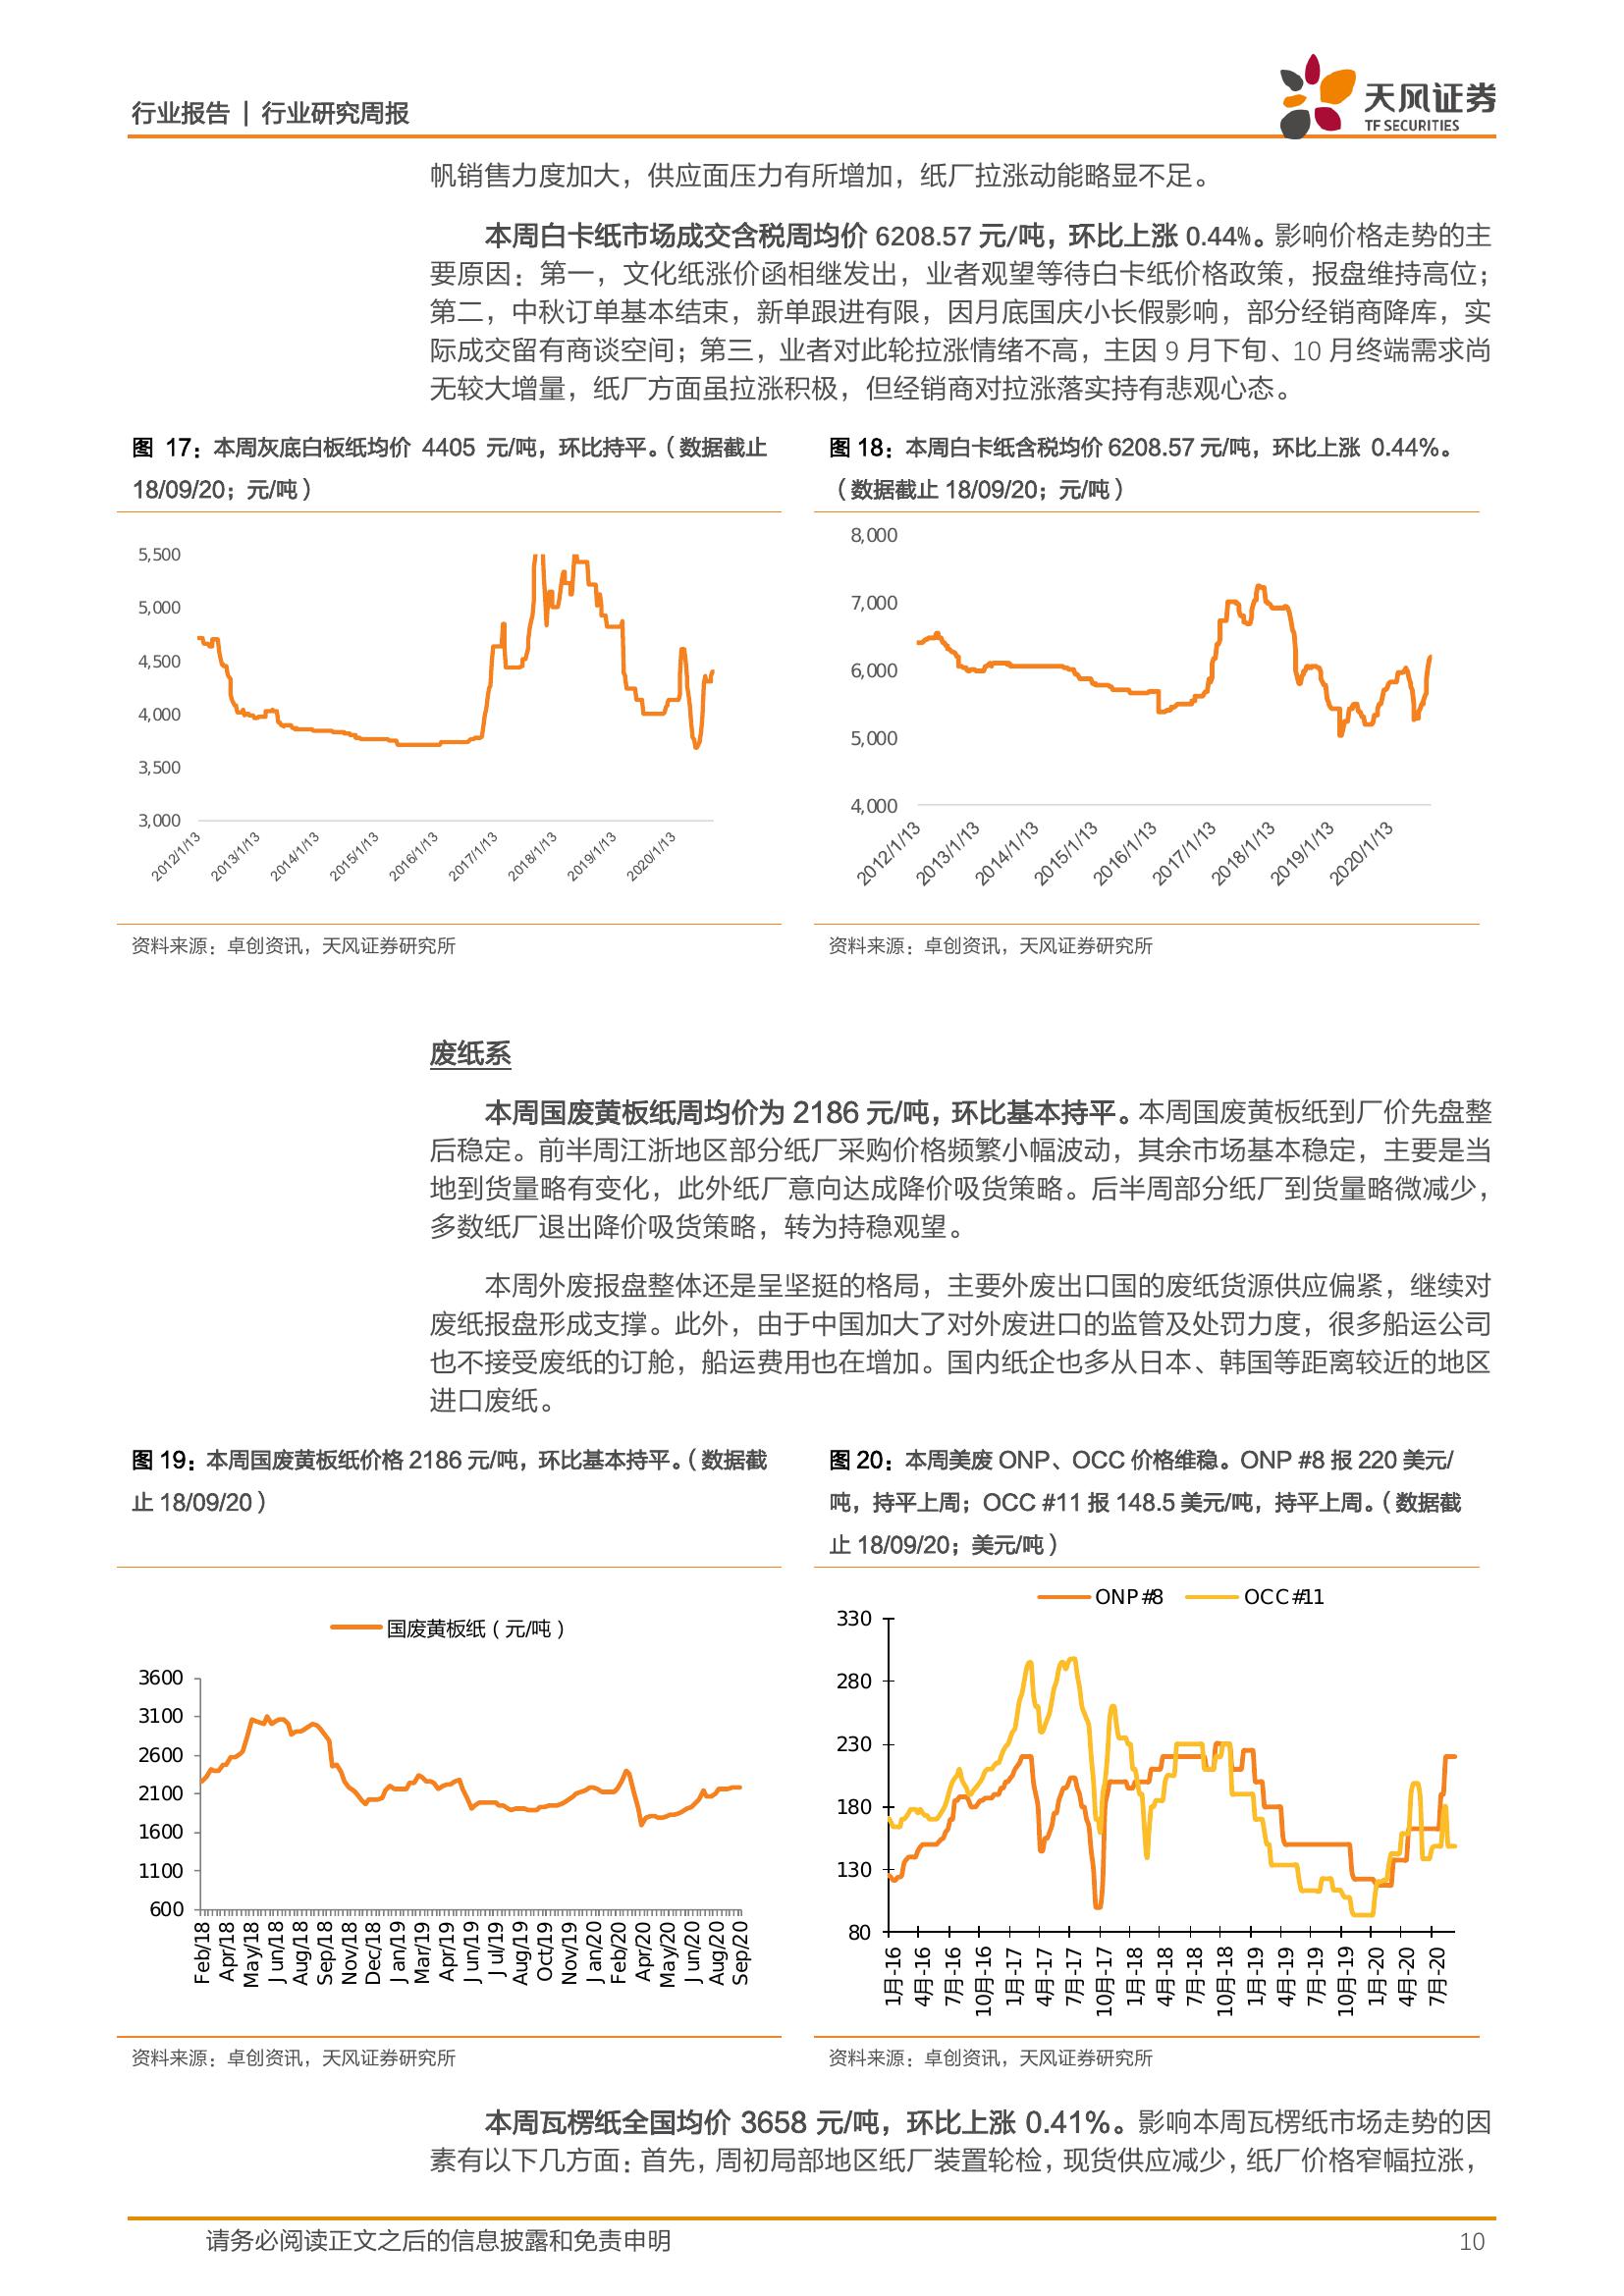 行业报告 | 行业研究周报
天风证券
TF SECURITIES
帆销售力度加大，供应面压力有所增加，纸厂拉涨动能略显不足。
本周白卡纸市场成交含税周均价 6208.57 元/吨，环比上涨 0.44%。影响价格走势的主
要原因：第一，文化纸涨价函相继发出，业者观望等待白卡纸价格政策，报盘维持高位；
第二，中秋订单基本结束，新单跟进有限，因月底国庆小长假影响，部分经销商降库，实
际成交留有商谈空间；第三，业者对此轮拉涨情绪不高，主因 9 月下旬、10 月终端需求尚
无较大增量，纸厂方面虽拉涨积极，但经销商对拉涨落实持有悲观心态。
图 17：本周灰底白板纸均价 4405 元/吨，环比持平。（数据截止
18/09/20；元/吨）
5,500
5,000
4,500
4,000
3,500
3,000
2012/1/13
2013/1/13
2014/1/13
2015/1/13
2016/1/13
2017/1/13
2018/1/13
2019/1/13
2020/1/13
资料来源：卓创资讯，天风证券研究所
图 18：本周白卡纸含税均价 6208.57 元/吨，环比上涨 0.44%。
（数据截止 18/09/20；元/吨）
8,000
7,000
6,000
5,000
4,000
2012/1/13
2013/1/13
2014/1/13
2015/1/13
2016/1/13
2017/1/13
2018/1/13
2019/1/13
2020/1/13
资料来源：卓创资讯，天风证券研究所
废纸系
本周国废黄板纸周均价为 2186 元/吨，环比基本持平。本周国废黄板纸到厂价先盘整
后稳定。前半周江浙地区部分纸厂采购价格频繁小幅波动，其余市场基本稳定，主要是当
地到货量略有变化，此外纸厂意向达成降价吸货策略。后半周部分纸厂到货量略微减少，
多数纸厂退出降价吸货策略，转为持稳观望。
本周外废报盘整体还是呈坚挺的格局，主要外废出口国的废纸货源供应偏紧，继续对
废纸报盘形成支撑。此外，由于中国加大了对外废进口的监管及处罚力度，很多船运公司
也不接受废纸的订舱，船运费用也在增加。国内纸企也多从日本、韩国等距离较近的地区
进口废纸。
图 19：本周国废黄板纸价格 2186 元/吨，环比基本持平。（数据截
止 18/09/20）
国废黄板纸（元/吨）
3600
3100
2600
2100
1600
1100
600
Feb/18
Apr/18
May/18
Jun/18
Aug/18
Sep/18
Nov/18
Dec/18
Jan/19
Mar/19
Apr/19
Jun/19
Jul/19
Aug/19
Oct/19
Nov/19
Jan/20
Feb/20
Apr/20
May/20
Jun/20
Aug/20
Sep/20
资料来源：卓创资讯，天风证券研究所
图 20：本周美废 ONP、OCC 价格维稳。ONP #8 报 220 美元/
吨，持平上周；OCC #11 报 148.5 美元/吨，持平上周。（数据截
止 18/09/20；美元/吨）
ONP#8 OCC#11
330
280
230
180
130
80
1月-16
4月-16
7月-16
10月-16
1月-17
4月-17
7月-17
10月-17
1月-18
4月-18
7月-18
10月-18
1月-19
4月-19
7月-19
10月-19
1月-20
4月-20
7月-20
资料来源：卓创资讯，天风证券研究所
本周瓦楞纸全国均价 3658 元/吨，环比上涨 0.41%。影响本周瓦楞纸市场走势的因
素有以下几方面：首先，周初局部地区纸厂装置轮检，现货供应减少，纸厂价格窄幅拉涨，
请务必阅读正文之后的信息披露和免责申明
10